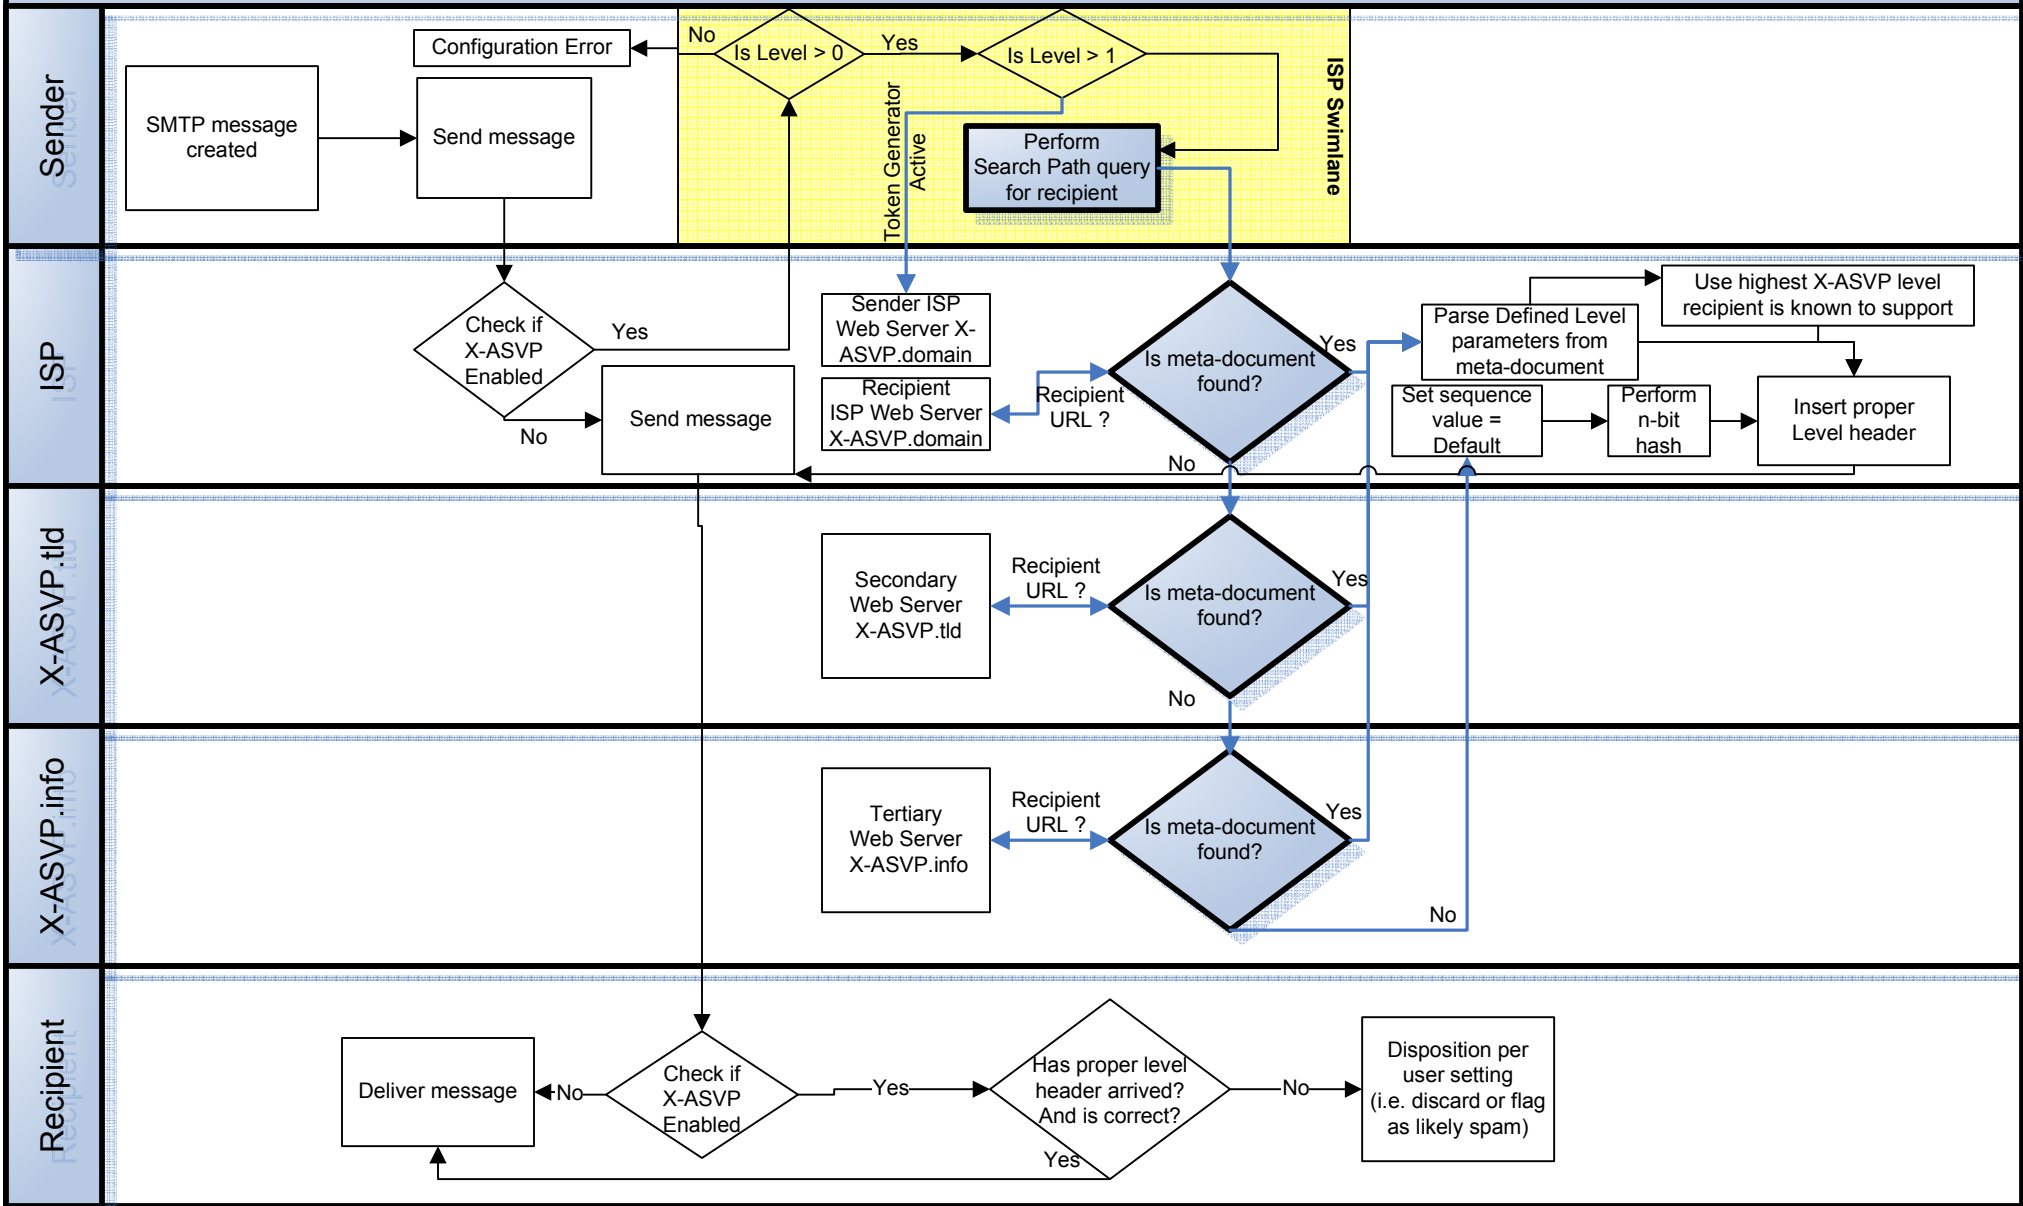 Sender
SMTP message
created
Send message
Configuration Error
No
Is Level > 0
Yes
Is Level > 1
Token Generator
Active
Perform
Search Path query
for recipient
ISP Swimlane
ISP
Check if
X-ASVP
Enabled
Yes
No
Send message
Sender ISP
Web Server X-
ASVP.domain
Recipient
ISP Web Server
X-ASVP.domain
Recipient
URL ?
Is meta-document
found?
Yes
No
Parse Defined Level
parameters from
meta-document
Use highest X-ASVP level
recipient is known to support
Set sequence
value =
Default
Perform
n-bit
hash
Insert proper
Level header
X-ASVP.tld
Secondary
Web Server
X-ASVP.tld
Recipient
URL ?
Is meta-document
found?
Yes
No
X-ASVP.info
Tertiary
Web Server
X-ASVP.info
Recipient
URL ?
Is meta-document
found?
Yes
No
Recipient
Deliver message
No
Check if
X-ASVP
Enabled
Yes
Has proper level
header arrived?
And is correct?
Yes
No
Disposition per
user setting
(i.e. discard or flag
as likely spam)